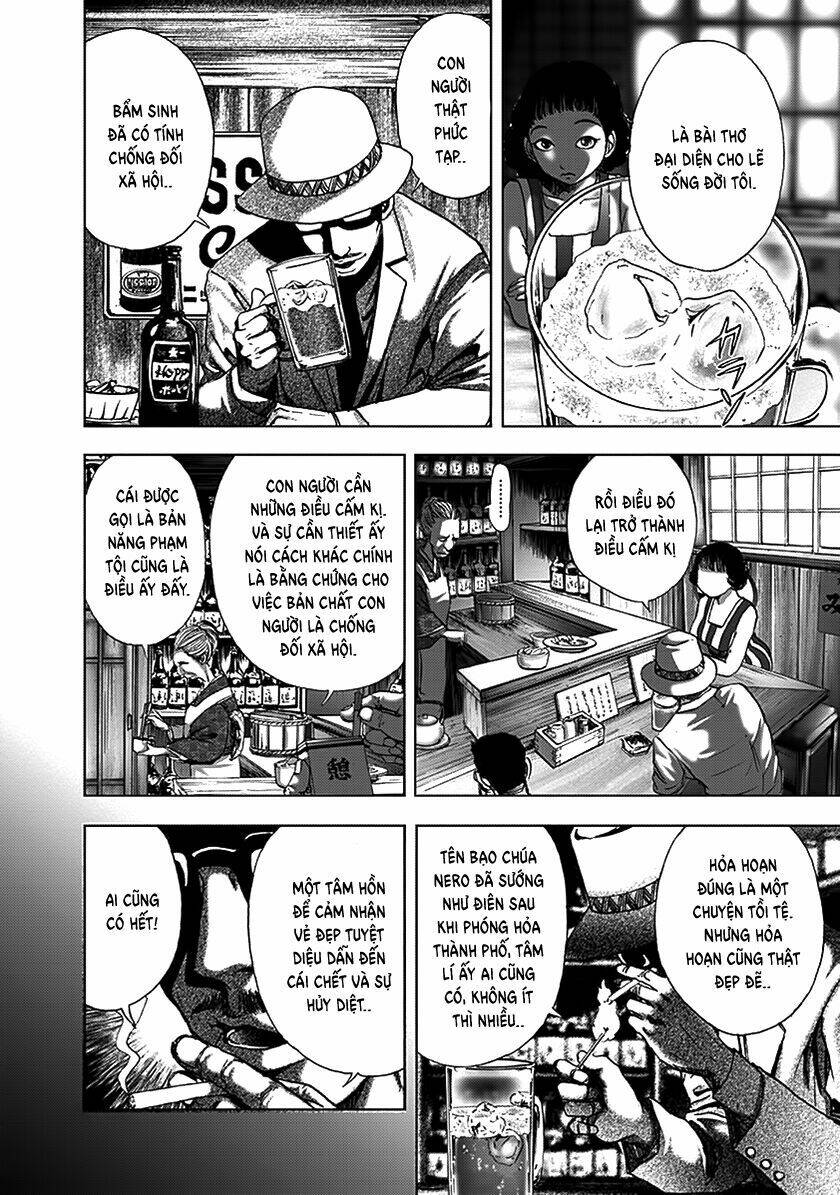 LÀ BÀI THƠ
ĐẠI DIỆN CHO LẼ
SỐNG ĐỜI TÔI.
カラン
CON
NGƯỜI
THẬT
PHỨC
TẠP..
BẨM SINH
ĐÃ CÓ TÍNH
CHỐNG ĐỐI
XÃ HỘI..
HOPPY
RỒI ĐIỀU ĐÓ
LẠI TRỞ THÀNH
ĐIỀU CẤM KỊ
........
CON NGƯỜI CẦN
NHỮNG ĐIỀU CẤM KỊ.
VÀ SỰ CẦN THIẾT ẤY
NÓI CÁCH KHÁC CHÍNH
LÀ BẰNG CHỨNG CHO
VIỆC BẢN CHẤT CON
NGƯỜI LÀ CHỐNG
ĐỐI XÃ HỘI.
CÁI ĐƯỢC
GỌI LÀ BẢN
NĂNG PHẠM
TỘI CŨNG LÀ
ĐIỀU ẤY ĐẤY.
憩
HỎA HOẠN
ĐÚNG LÀ MỘT
CHUYỆN TỒI TỆ.
NHƯNG HỎA
HOẠN CŨNG THẬT
ĐẸP ĐẼ..
TÊN BẠO CHÚA
NERO ĐÃ SƯỚNG
NHƯ ĐIÊN SAU
KHI PHÓNG HỎA
THÀNH PHỐ, TÂM
LÍ ẤY AI CŨNG
CÓ, KHÔNG ÍT
THÌ NHIỀU..
MỘT TÂM HỒN
ĐỂ CẢM NHẬN
VẺ ĐẸP TUYỆT
DIỆU DẪN ĐẾN
CÁI CHẾT VÀ SỰ
HỦY DIỆT..
AI CŨNG
CÓ HẾT!